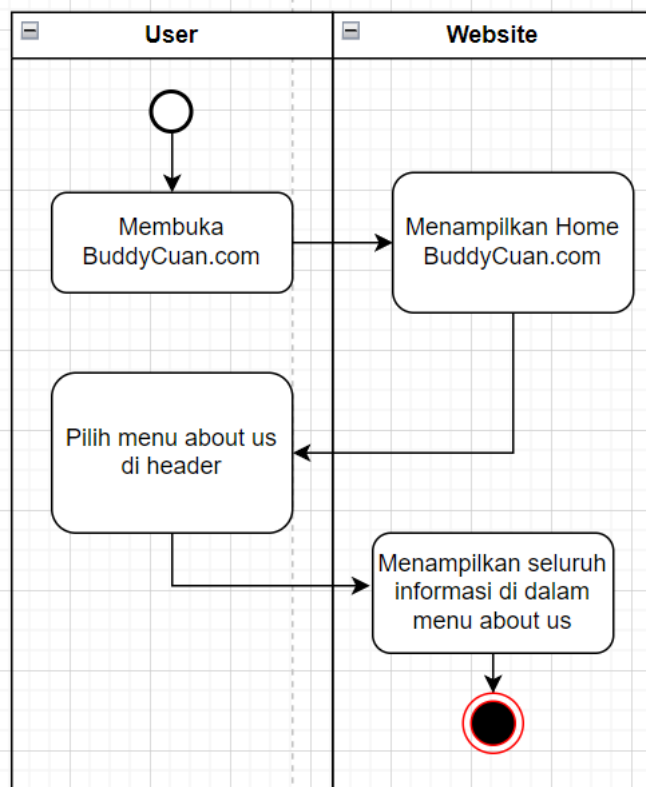 User
Website
Membuka
BuddyCuan.com
Menampilkan Home
BuddyCuan.com
Pilih menu about us
di header
Menampilkan seluruh
informasi di dalam
menu about us